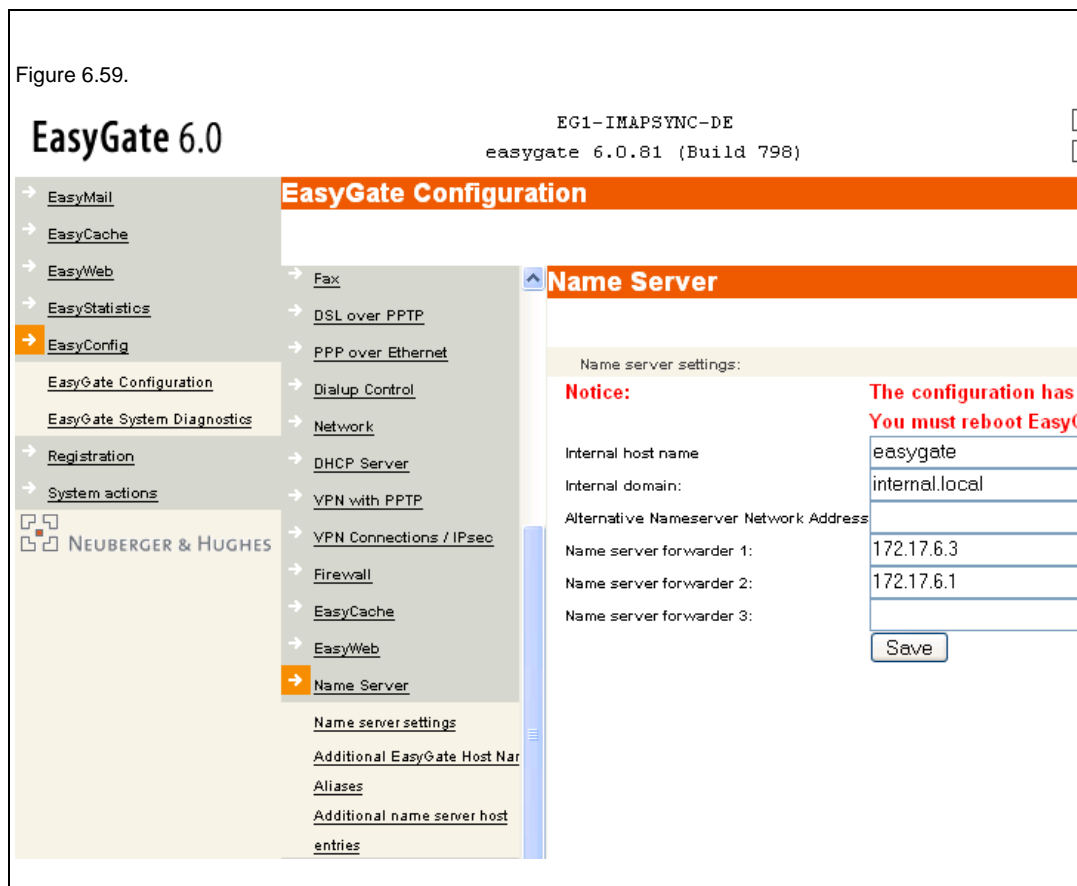 Figure 6.59.
EasyGate 6.0
EG1-IMAPSYNC-DE
easygate 6.0.81 (Build 798)
EasyMail
EasyCache
EasyWeb
EasyStatistics
EasyConfig
EasyGate Configuration
EasyGate System Diagnostics
Registration
System actions
NEUBERGER & HUGHES
EasyGate Configuration
Fax
DSL over PPTP
PPP over Ethernet
Dialup Control
Network
DHCP Server
VPN with PPTP
VPN Connections / IPsec
Firewall
EasyCache
EasyWeb
Name Server
Name server settings
Additional EasyGate Host Nar
Aliases
Additional name server host
entries
Name Server
Name server settings:
Notice: The configuration has
You must reboot Easy
Internal host name easygate
Internal domain: internal.local
Alternative Nameserver Network Address
Name server forwarder 1: 172.17.6.3
Name server forwarder 2: 172.17.6.1
Name server forwarder 3:
Save